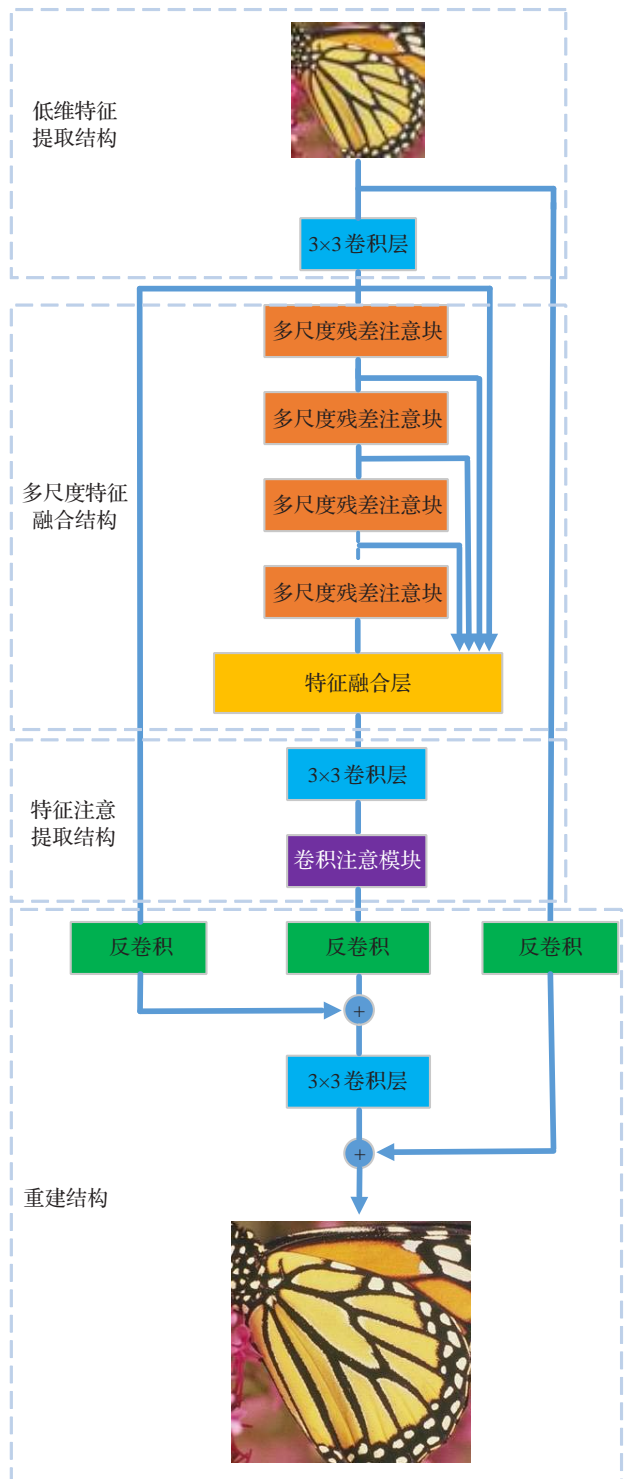 低维特征
提取结构
3×3卷积层
多尺度残差注意块
多尺度残差注意块
多尺度特征
融合结构
多尺度残差注意块
多尺度残差注意块
特征融合层
3×3卷积层
特征注意
提取结构
卷积注意模块
反卷积
反卷积
反卷积
+
3×3卷积层
+
重建结构